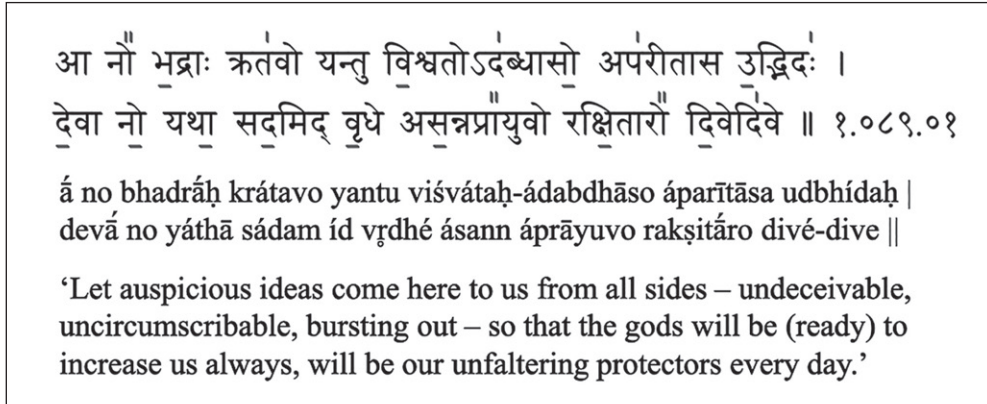 आ नो᳚ भ॒द्राः क्रत॑वो यन्तु वि॒श्वतोऽद॑ब्धासो॒ अप॑रीतास उ॒द्भिदः॑ ।
दे॒वा नो॒ यथा॒ सद॒मिद् वृ॒धे अस॒न्नप्रा᳚युवो रक्षि॒तारो᳚ दि॒वेदि॑वे ॥ १.०८९.०१
ā́ no bhadrā́ḥ krátavo yantu viśvátaḥ-ádabdhāso áparītāsa udbhídaḥ |
devā́ no yáthā sádam íd vr̥dhé ásann áprāyuvo rakṣitā́ro divé-dive ||
‘Let auspicious ideas come here to us from all sides – undeceivable,
uncircumscribable, bursting out – so that the gods will be (ready) to
increase us always, will be our unfaltering protectors every day.’